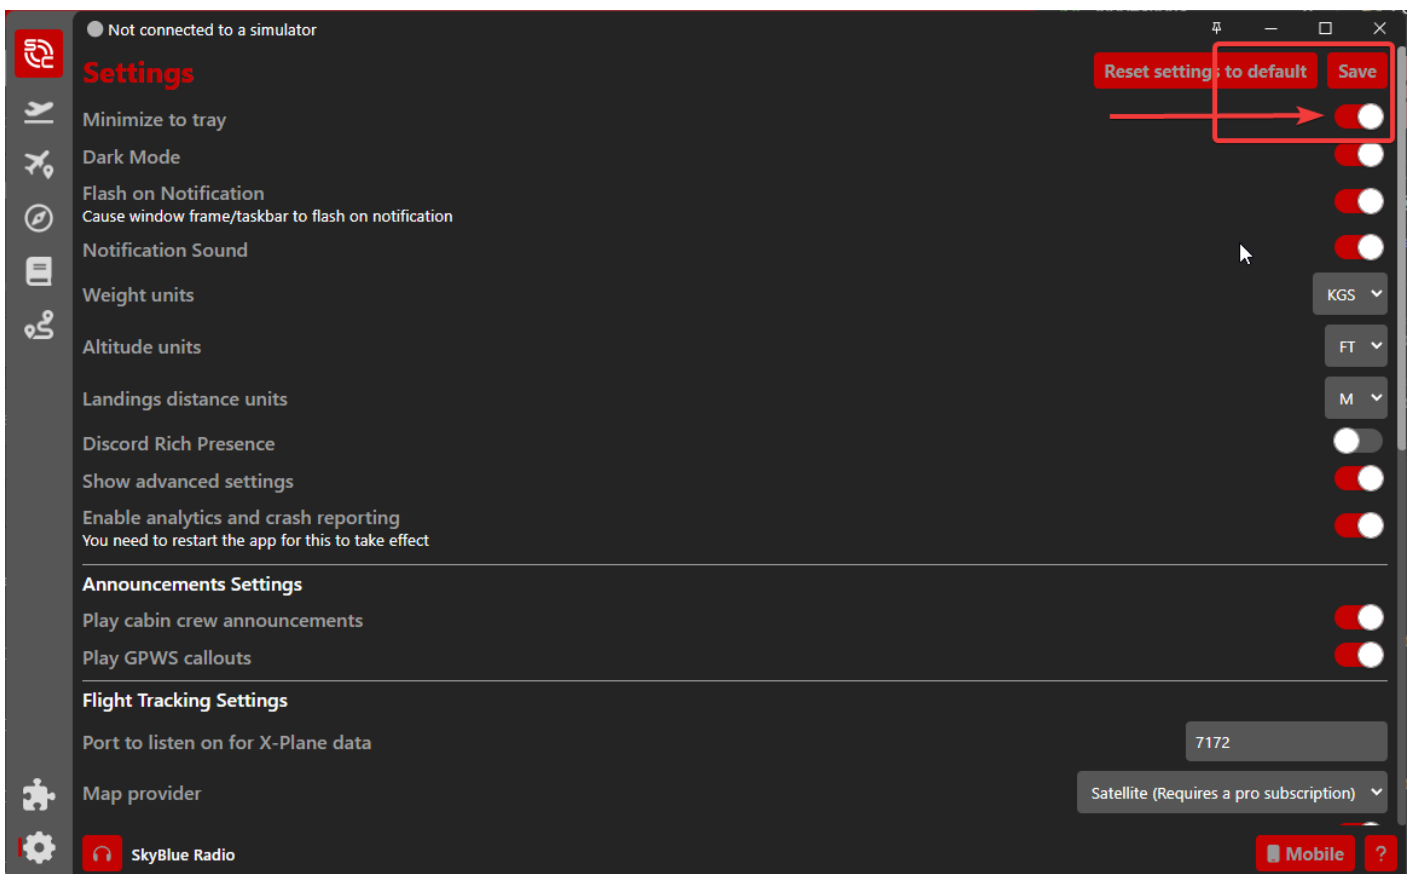 Not connected to a simulator
Settings
Reset settings to default
Save
Minimize to tray
Dark Mode
Flash on Notification
Cause window frame/taskbar to flash on notification
Notification Sound
Weight units
KGS
Altitude units
FT
Landings distance units
M
Discord Rich Presence
Show advanced settings
Enable analytics and crash reporting
You need to restart the app for this to take effect
Announcements Settings
Play cabin crew announcements
Play GPWS callouts
Flight Tracking Settings
Port to listen on for X-Plane data
7172
Map provider
Satellite (Requires a pro subscription)
SkyBlue Radio
Mobile
?